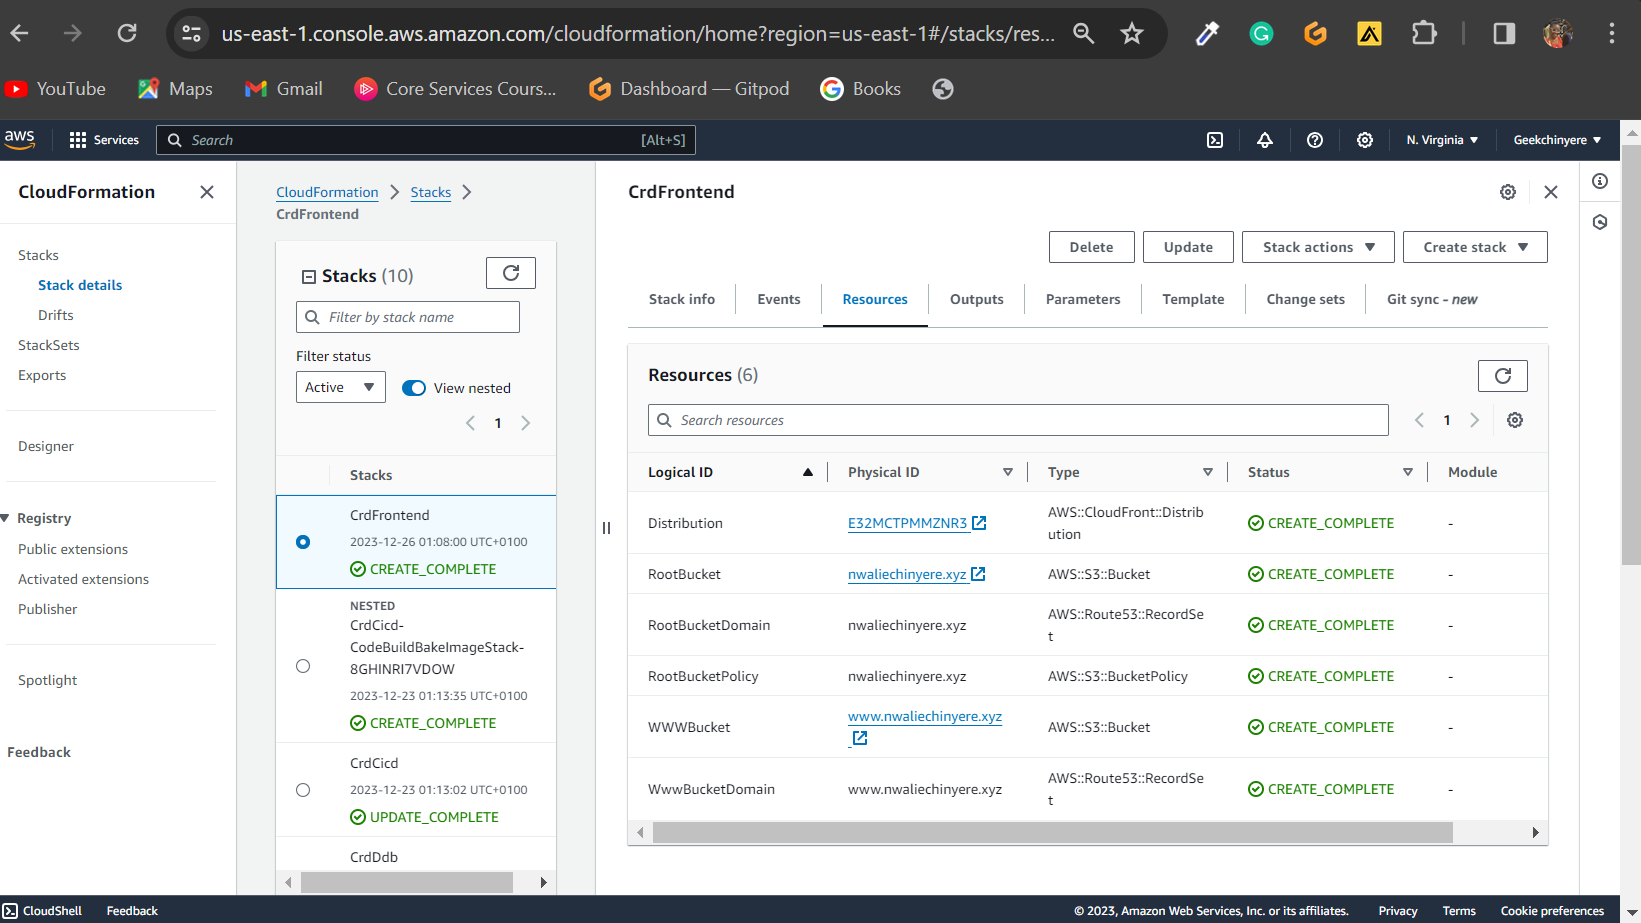 us-east-1.console.aws.amazon.com/cloudformation/home?region=us-east-1#/stacks/res...
YouTube Maps Gmail Core Services Cours... Dashboard — Gitpod Books
aws Services Search [Alt+S] N. Virginia Geekchinyere
CloudFormation
Stacks
Stack details
Drifts
StackSets
Exports
Designer
Registry
Public extensions
Activated extensions
Publisher
Spotlight
Feedback
CloudFormation Stacks
CrdFrontend
Stacks (10)
Filter by stack name
Filter status
Active View nested
1
Stacks
CrdFrontend
2023-12-26 01:08:00 UTC+0100
CREATE_COMPLETE
NESTED
CrdCicd-
CodeBuildBakeImageStack-
8GHINRI7VDOW
2023-12-23 01:13:35 UTC+0100
CREATE_COMPLETE
CrdCicd
2023-12-23 01:13:02 UTC+0100
UPDATE_COMPLETE
CrdDdb
CrdFrontend
Delete Update Stack actions Create stack
Stack info Events Resources Outputs Parameters Template Change sets Git sync - new
Resources (6)
Search resources 1
Logical ID Physical ID Type Status Module
Distribution E32MCTPMMZNR3 AWS::CloudFront::Distrib
ution CREATE_COMPLETE -
RootBucket nwaliechinyere.xyz AWS::S3::Bucket CREATE_COMPLETE -
RootBucketDomain nwaliechinyere.xyz AWS::Route53::RecordSe
t CREATE_COMPLETE -
RootBucketPolicy nwaliechinyere.xyz AWS::S3::BucketPolicy CREATE_COMPLETE -
WWWBucket www.nwaliechinyere.xyz AWS::S3::Bucket CREATE_COMPLETE -
WwwBucketDomain www.nwaliechinyere.xyz AWS::Route53::RecordSe
t CREATE_COMPLETE -
CloudShell Feedback © 2023, Amazon Web Services, Inc. or its affiliates. Privacy Terms Cookie preferences